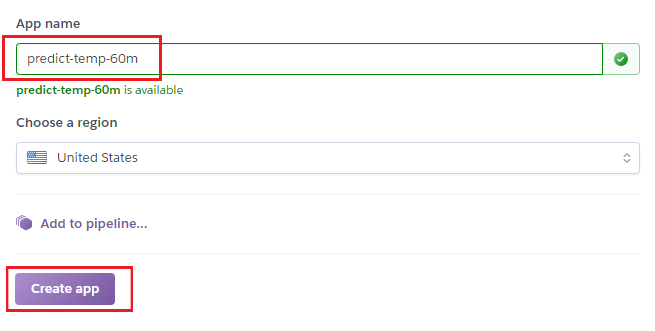 App name
predict-temp-60m
predict-temp-60m is available
Choose a region
United States
Add to pipeline...
Create app